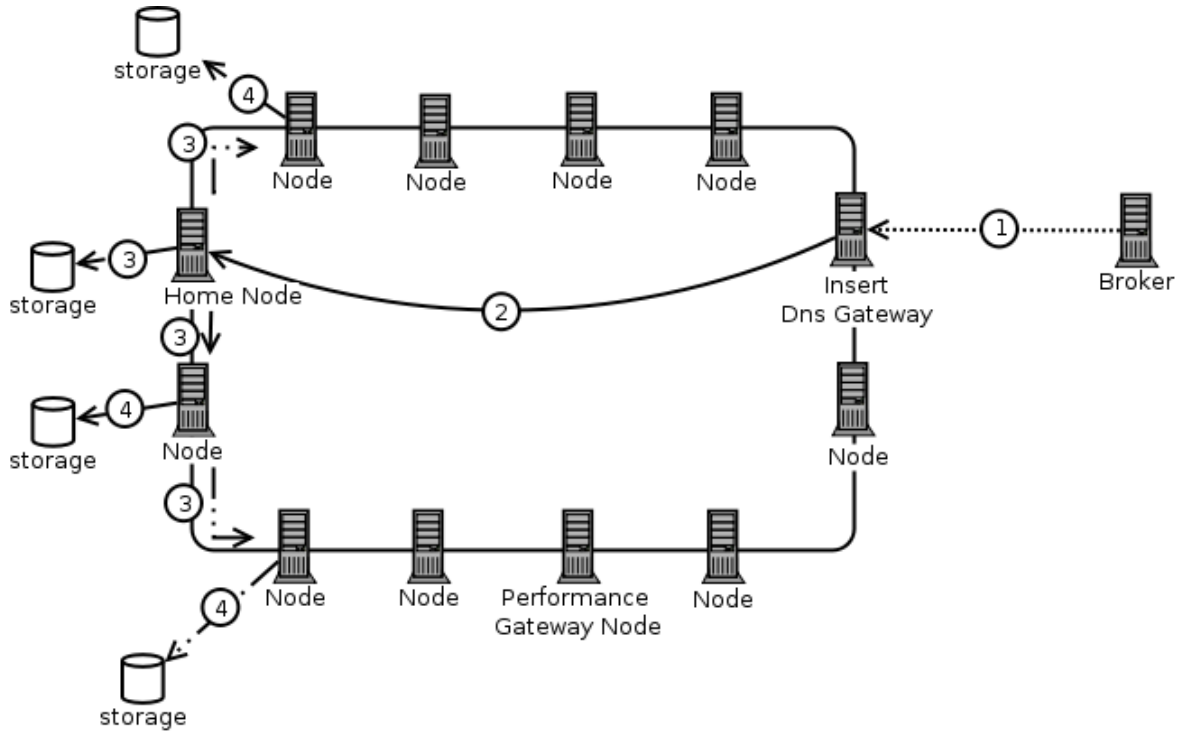 storage
4
3
Node
Node
Node
Node
1
3
storage
Home Node
2
Insert
Dns Gateway
Broker
3
4
storage
Node
Node
3
Node
Node
Performance
Gateway Node
Node
4
storage